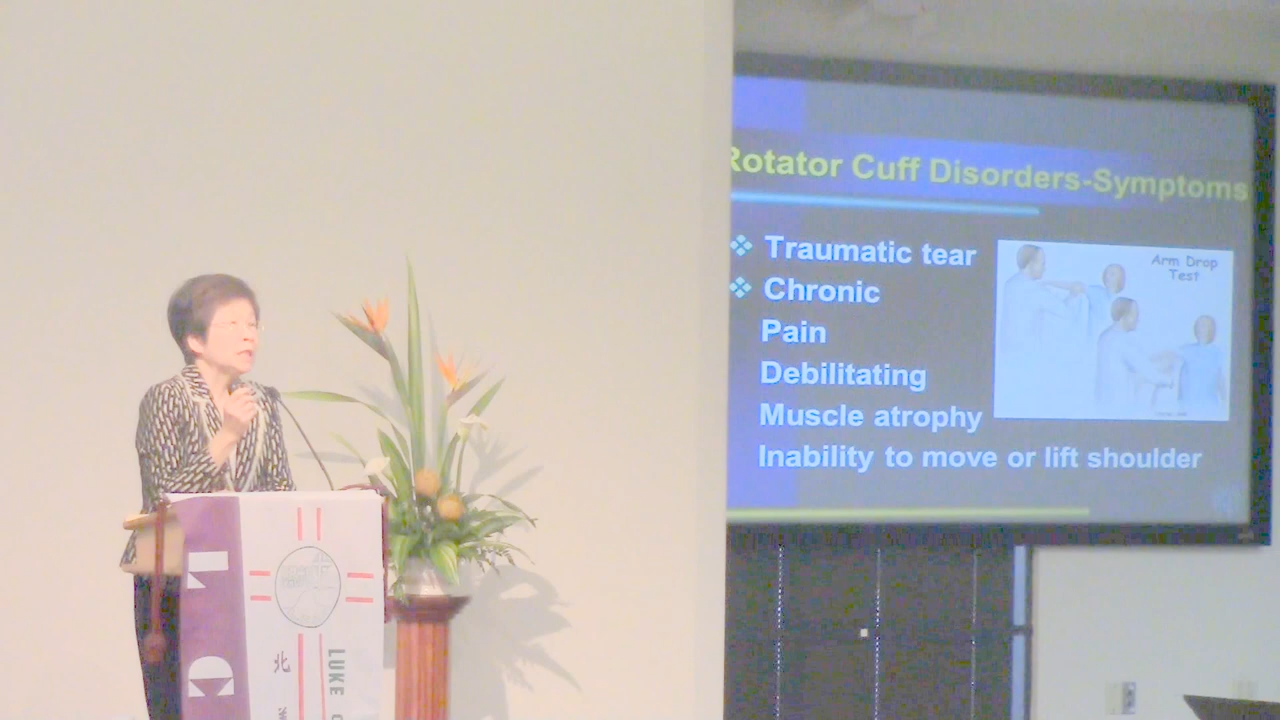 Rotator Cuff Disorders-Symptoms
Traumatic tear
Chronic
Pain
Debilitating
Muscle atrophy
Inability to move or lift shoulder
Arm Drop
Test
北
LUKE